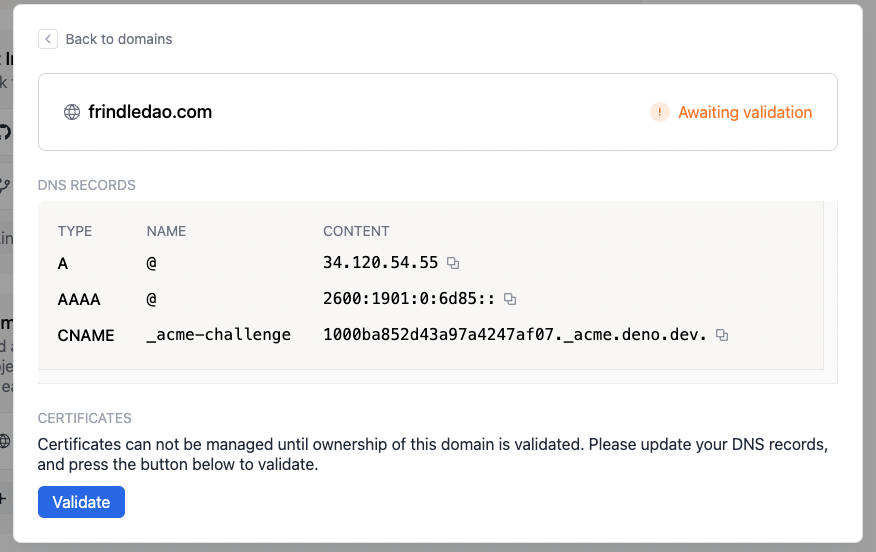 Back to domains
frindledao.com
! Awaiting validation
DNS RECORDS
TYPE NAME CONTENT
A @ 34.120.54.55
AAAA @ 2600:1901:0:6d85::
CNAME _acme-challenge 1000ba852d43a97a4247af07._acme.deno.dev.
CERTIFICATES
Certificates can not be managed until ownership of this domain is validated. Please update your DNS records,
and press the button below to validate.
Validate